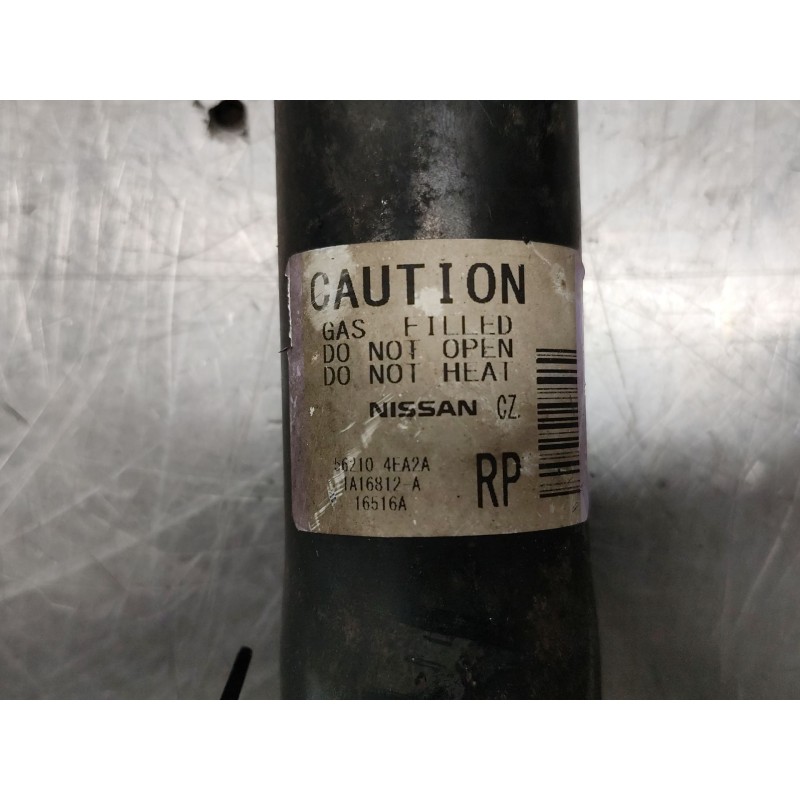 CAUTION
GAS FILLED
DO NOT OPEN
DO NOT HEAT
NISSAN CZ.
56210 4EA2A
1A16812-A
16516A
RP